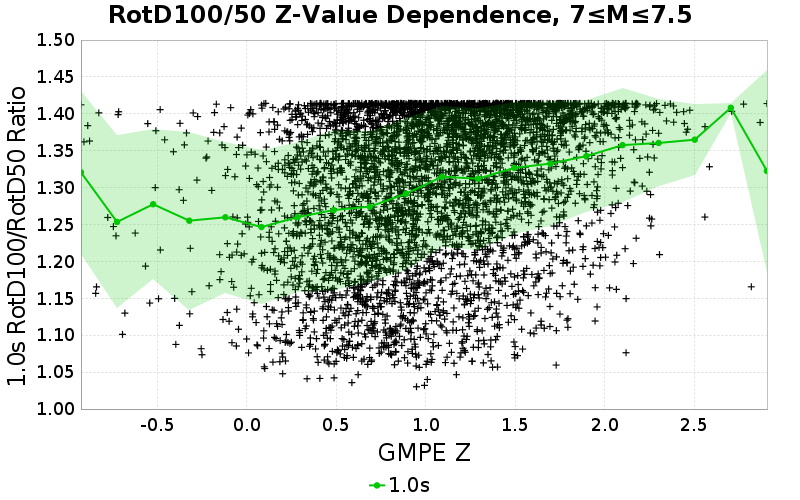 RotD100/50 Z-Value Dependence, 7≤M≤7.5
1.0s RotD100/RotD50 Ratio
1.50
1.45
1.40
1.35
1.30
1.25
1.20
1.15
1.10
1.05
1.00
-0.5 0.0 0.5 1.0 1.5 2.0 2.5
GMPE Z
1.0s